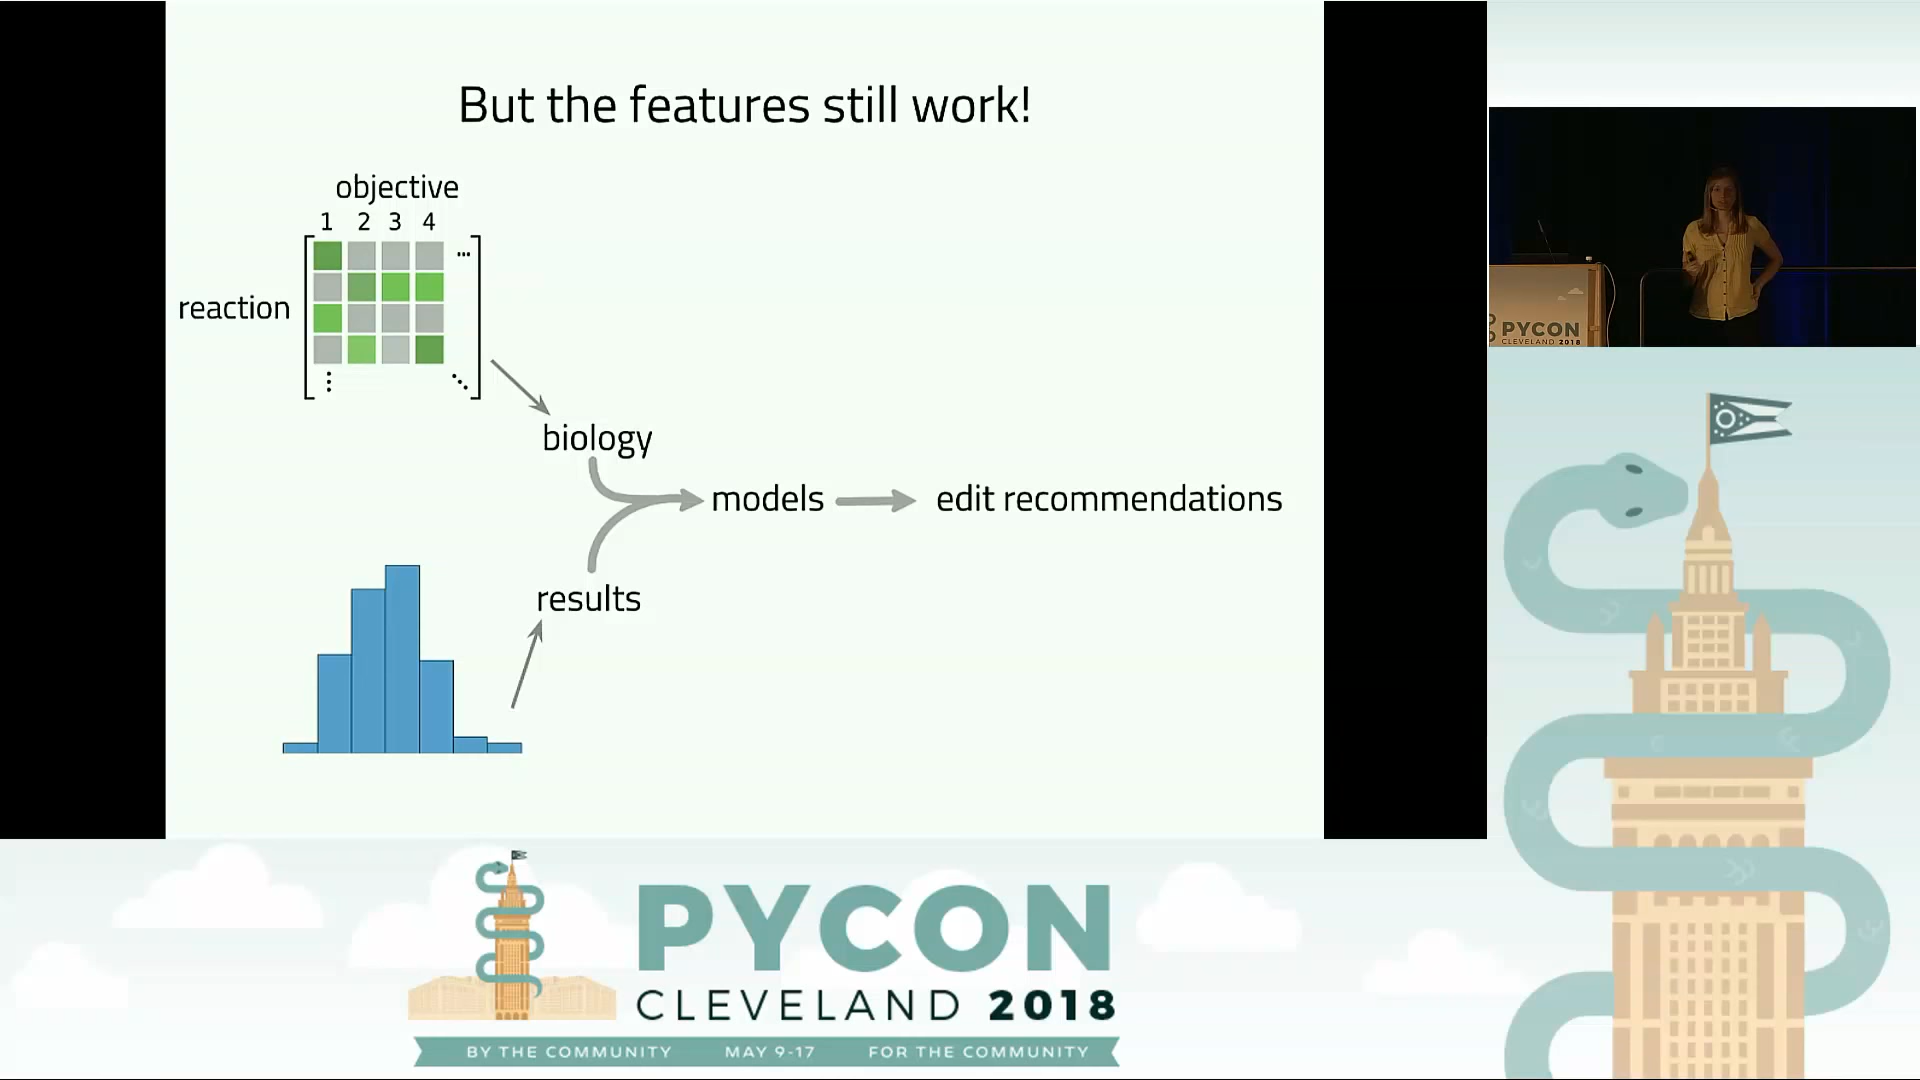 But the features still work!
objective
1 2 3 4
...
reaction
biology
models
edit recommendations
results
PYCON
CLEVELAND 2018
PYCON
CLEVELAND 2018
BY THE COMMUNITY MAY 9-17 FOR THE COMMUNITY